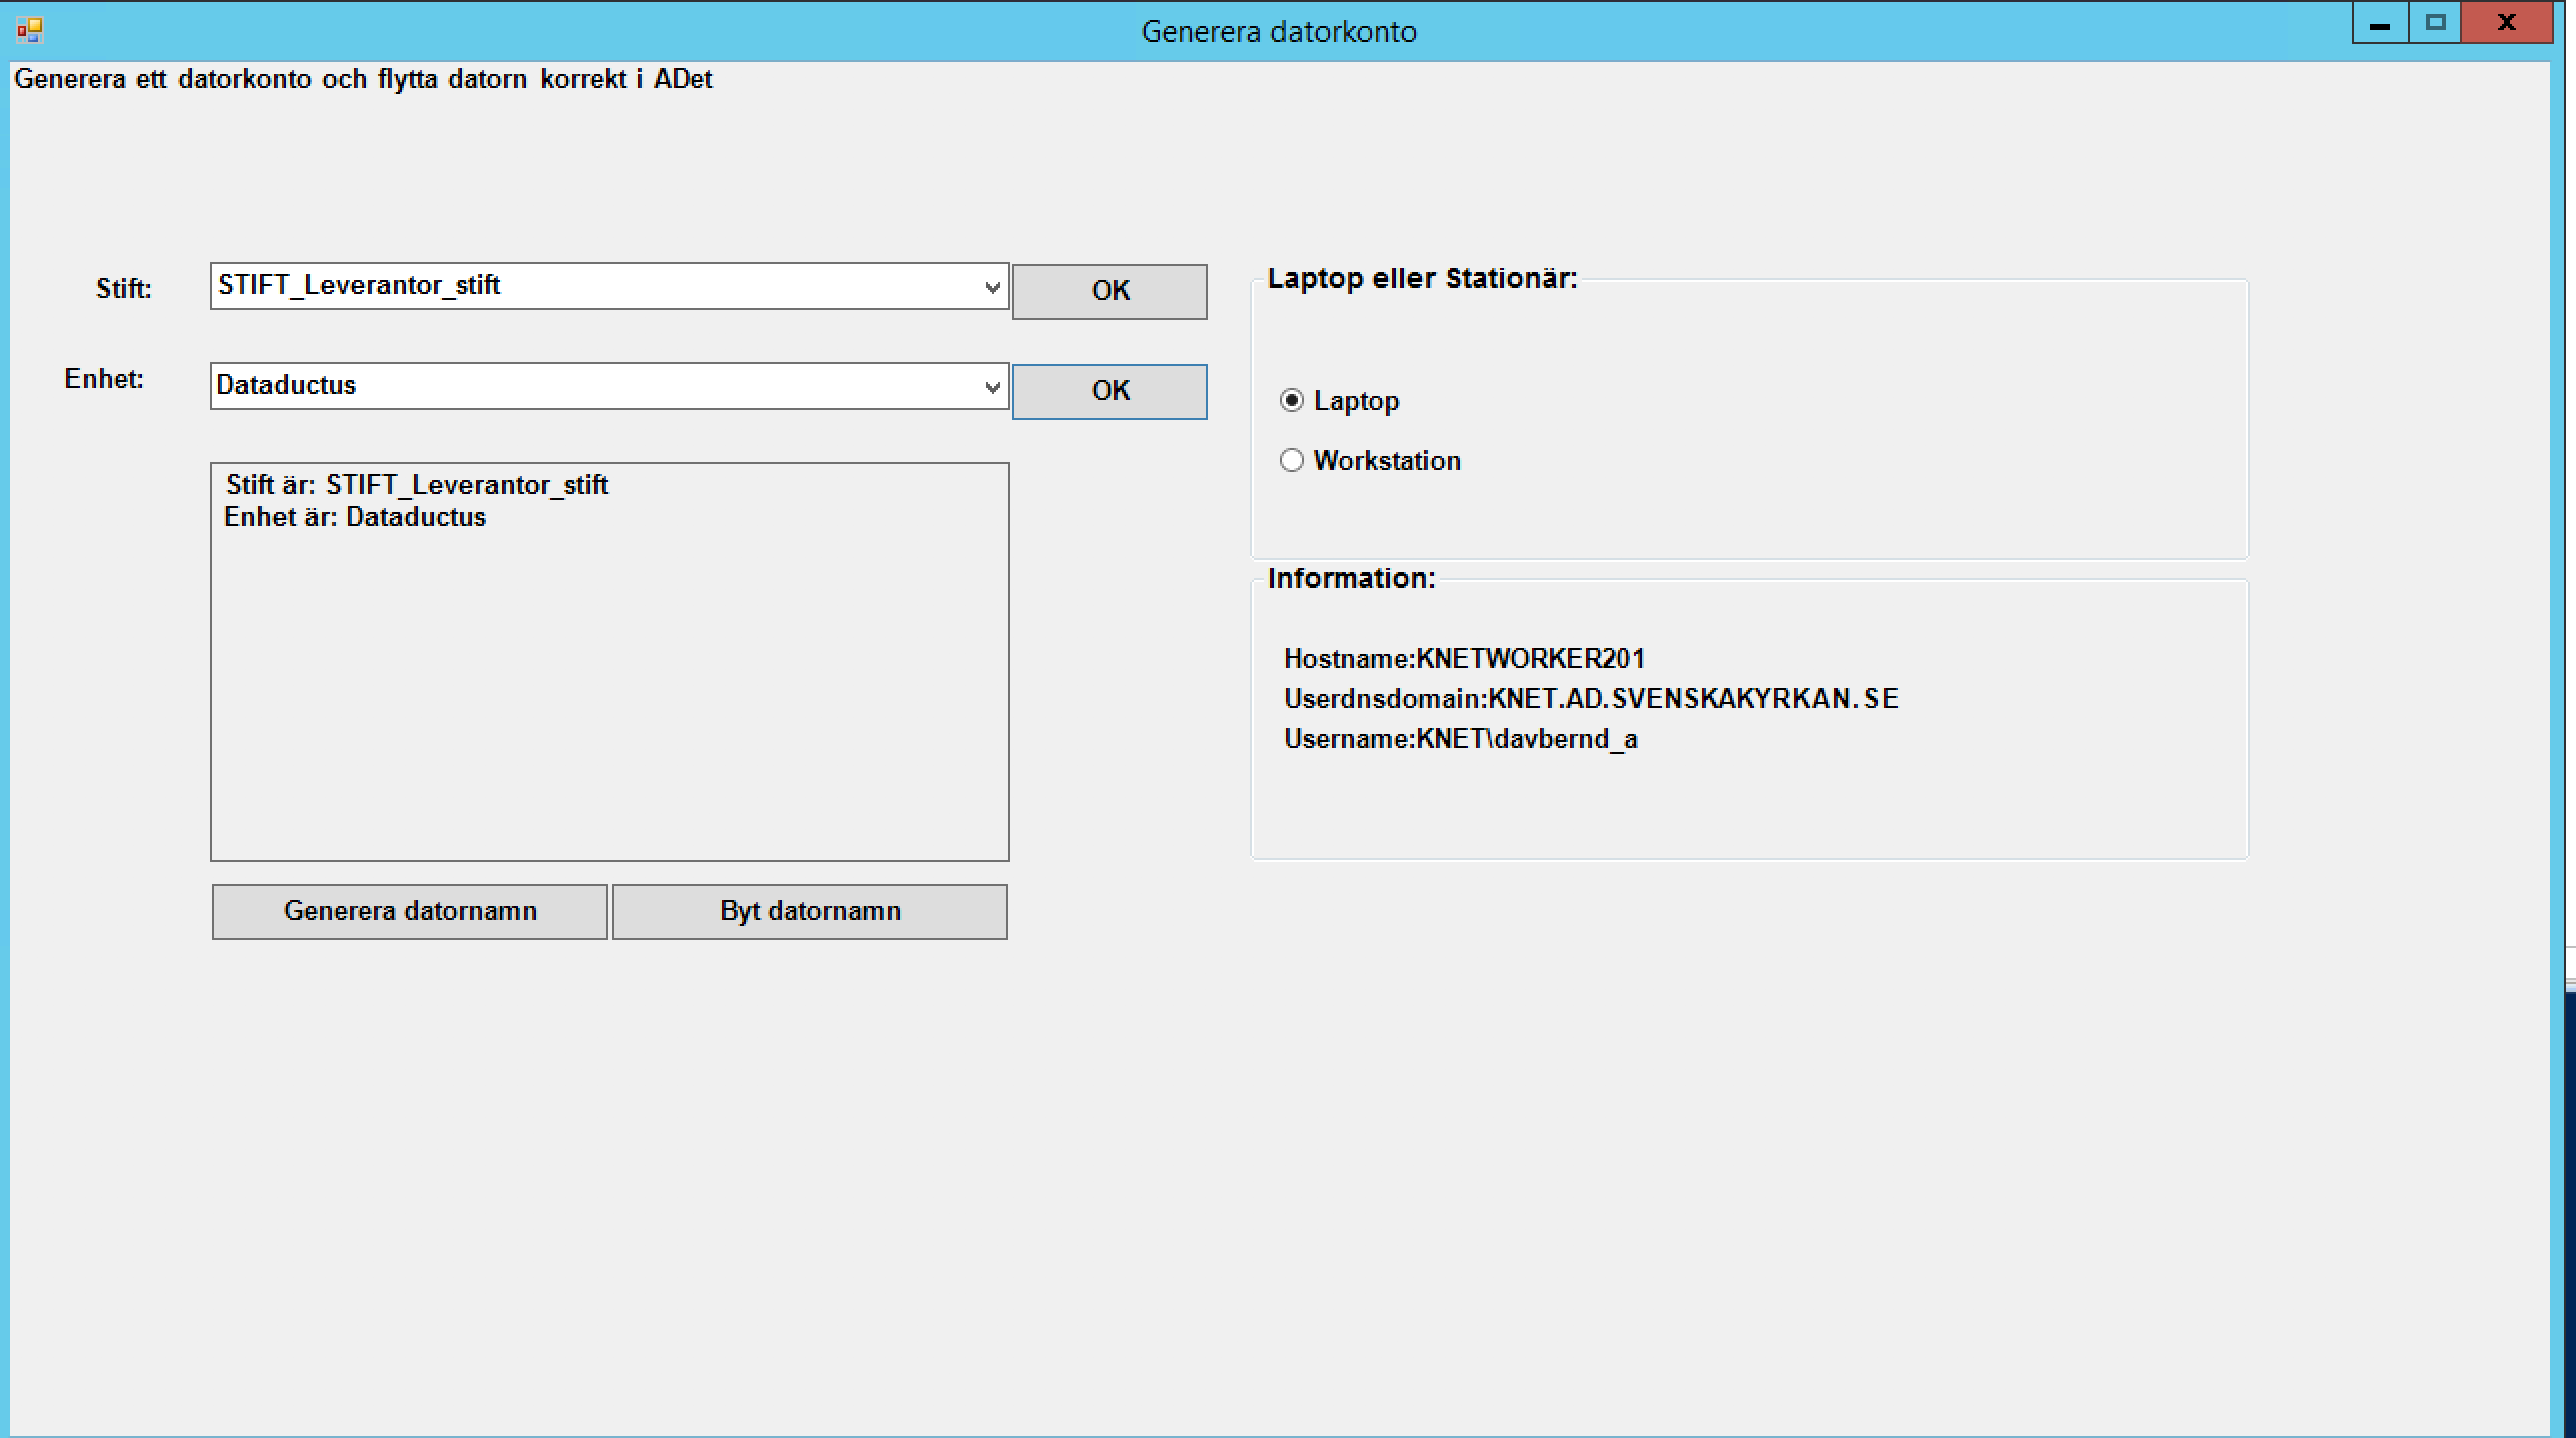 Generera datorkonto
Generera ett datorkonto och flytta datorn korrekt i ADet
Stift:
STIFT_Leverantor_stift
OK
Enhet:
Dataductus
OK
Stift är: STIFT_Leverantor_stift
Enhet är: Dataductus
Generera datornamn
Byt datornamn
Laptop eller Stationär:
Laptop
Workstation
Information:
Hostname:KNETWORKER201
Userdnsdomain:KNET.AD.SVENSKAKYRKAN.SE
Username:KNET\davbernd_a